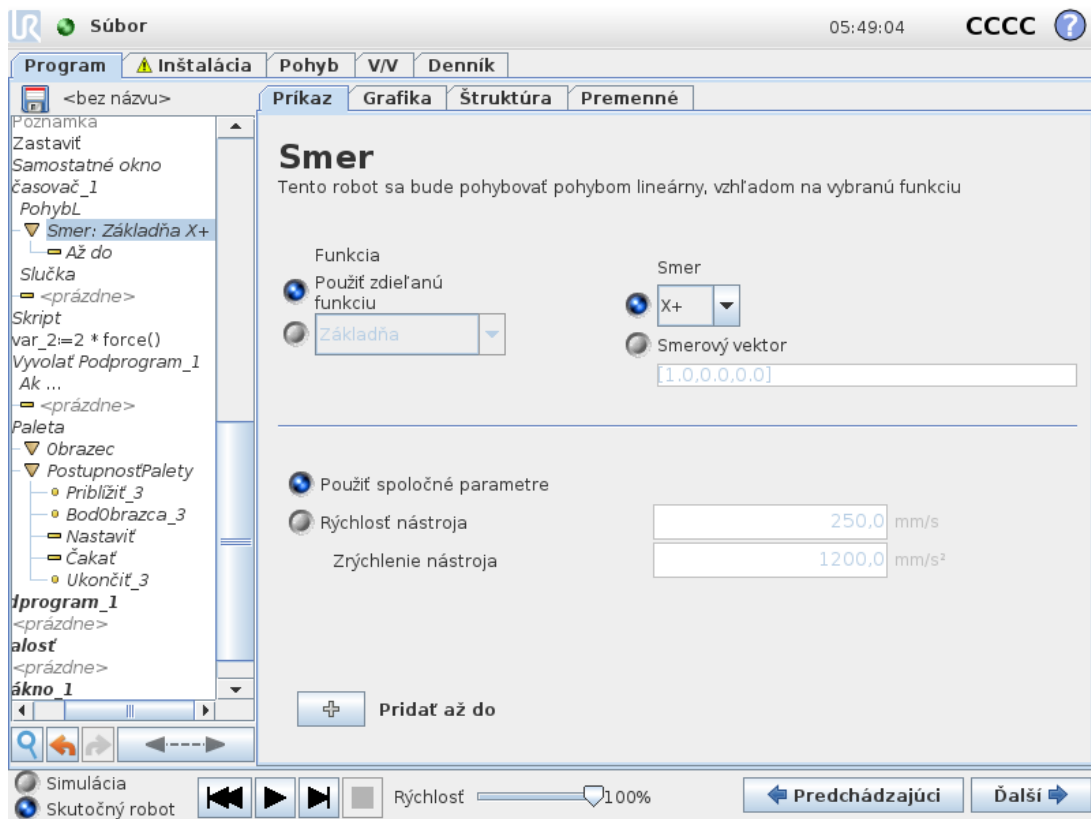 UR Súbor 05:49:04 CCCC ?
Program Inštalácia Pohyb V/V Denník
<bez názvu>
Príkaz Grafika Štruktúra Premenné
Poznámka
Zastaviť
Samostatné okno
časovač_1
PohybL
Smer: Základňa X+
Až do
Slučka
<prázdne>
Skript
var_2:=2 * force()
Vyvolať Podprogram_1
Ak ...
<prázdne>
Paleta
Obrazec
PostupnosťPalety
Priblížiť_3
BodObrazca_3
Nastaviť
Čakať
Ukončiť_3
dprogram_1
<prázdne>
alosť
<prázdne>
ákno_1
Smer
Tento robot sa bude pohybovať pohybom lineárny, vzhľadom na vybranú funkciu
Funkcia
Použiť zdieľanú
funkciu
Základňa
Smer
X+
Smerový vektor
[1.0,0.0,0.0]
Použiť spoločné parametre
Rýchlosť nástroja 250,0 mm/s
Zrýchlenie nástroja 1200,0 mm/s²
Pridať až do
Simulácia
Skutočný robot
Rýchlosť 100%
Predchádzajúci Ďalší